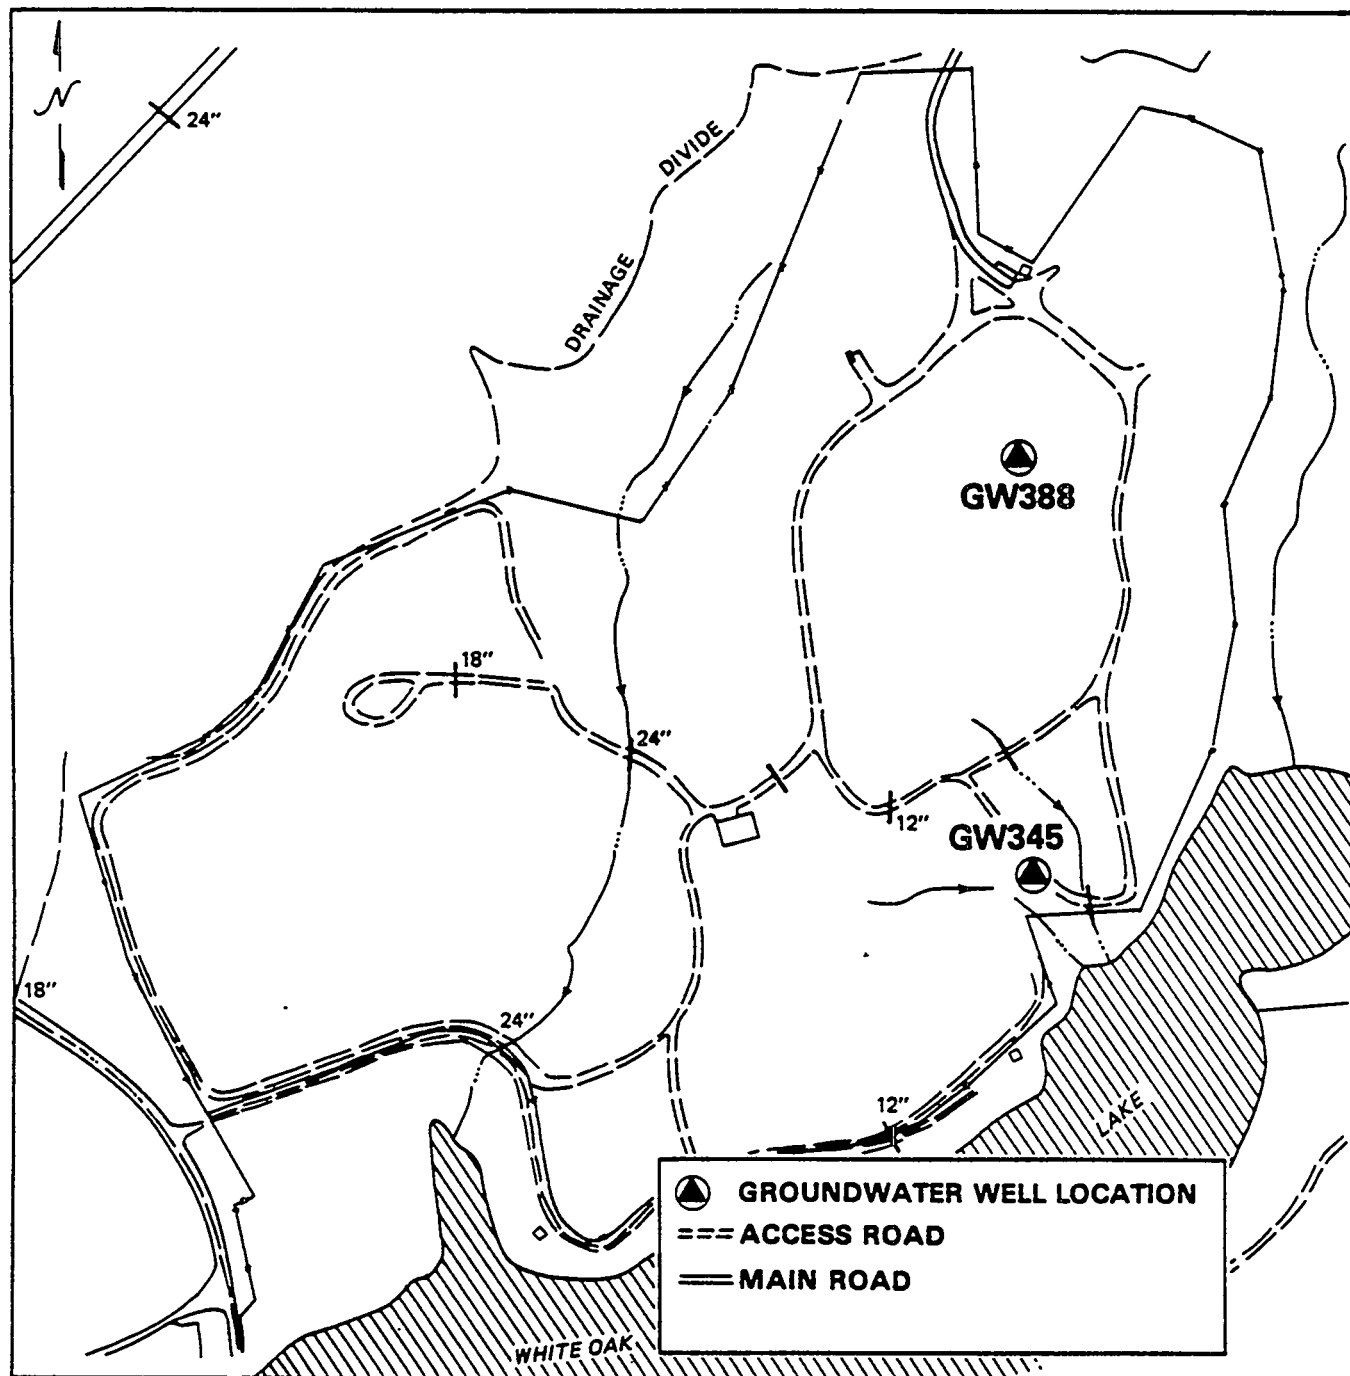 N
24"
DRAINAGE DIVIDE
GW388
18"
24"
12"
GW345
18"
24"
12"
LAKE
WHITE OAK
GROUNDWATER WELL LOCATION
ACCESS ROAD
MAIN ROAD